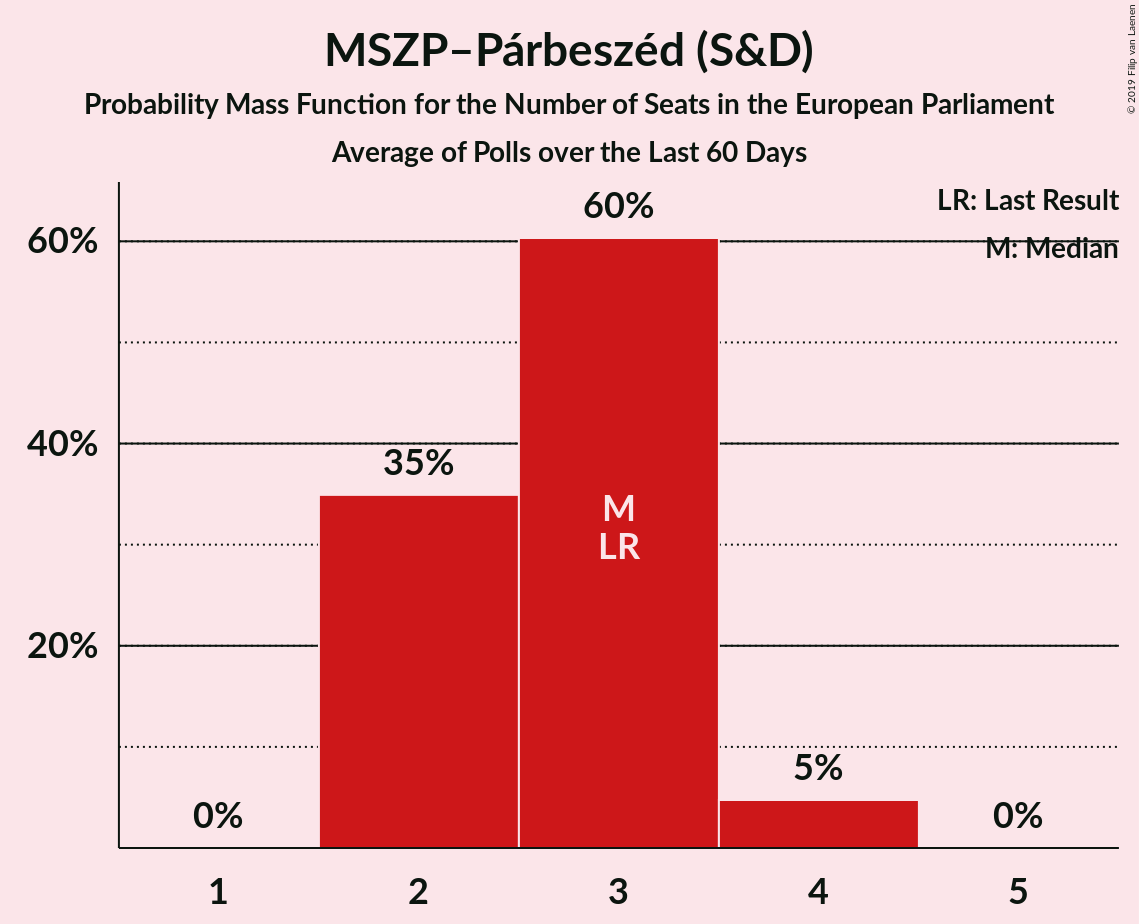 MSZP–Párbeszéd (S&D)
Probability Mass Function for the Number of Seats in the European Parliament
Average of Polls over the Last 60 Days
© 2019 Filip van Laenen
LR: Last Result
M: Median
60%
40%
20%
0%
35%
60%
5%
0%
M
LR
1
2
3
4
5